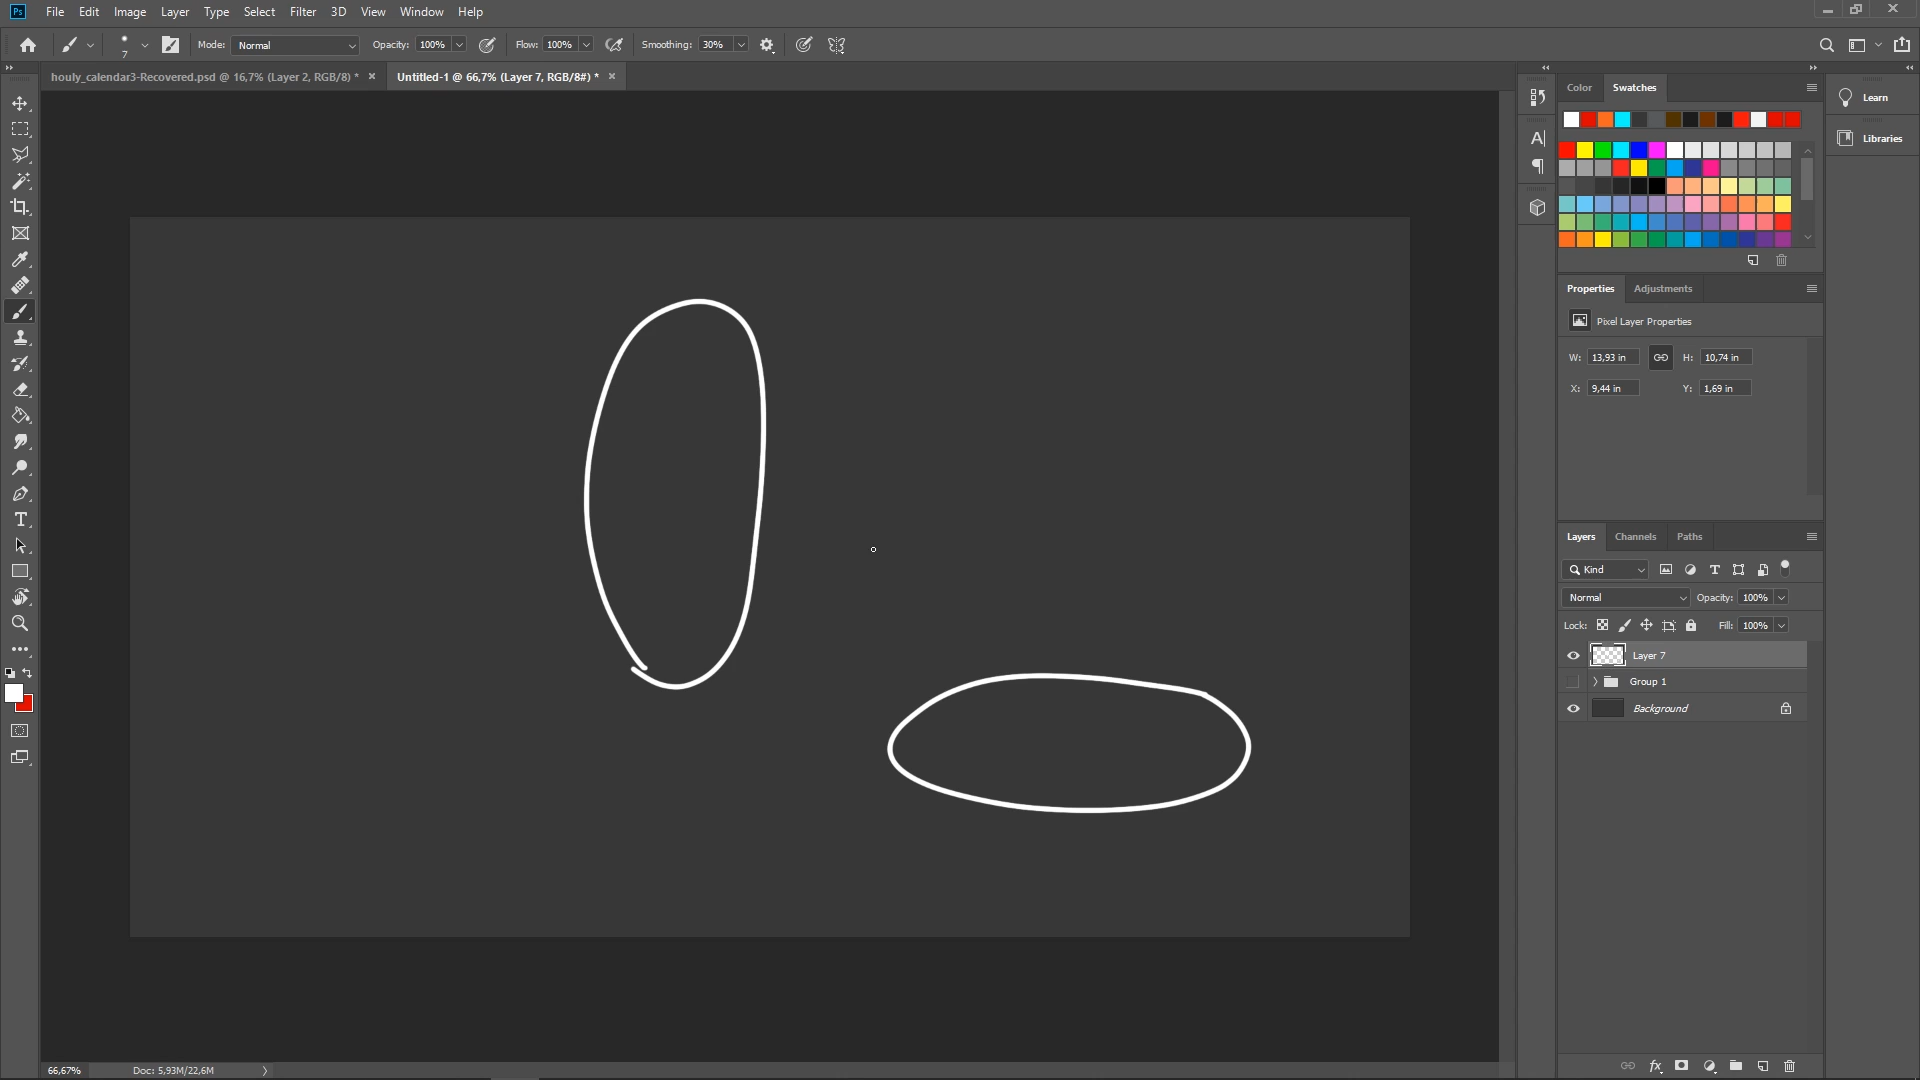 Ps File Edit Image Layer Type Select Filter 3D View Window Help
7 Mode: Normal Opacity: 100% Flow: 100% Smoothing: 30%
houly_calendar3-Recovered.psd @ 16,7% (Layer 2, RGB/8) * Untitled-1 @ 66,7% (Layer 7, RGB/8#) *
Color Swatches
Learn
Libraries
Properties Adjustments
Pixel Layer Properties
W: 13,93 in H: 10,74 in
X: 9,44 in Y: 1,69 in
Layers Channels Paths
Kind
Normal Opacity: 100%
Lock: Fill: 100%
Layer 7
Group 1
Background
66,67% Doc: 5,93M/22,6M